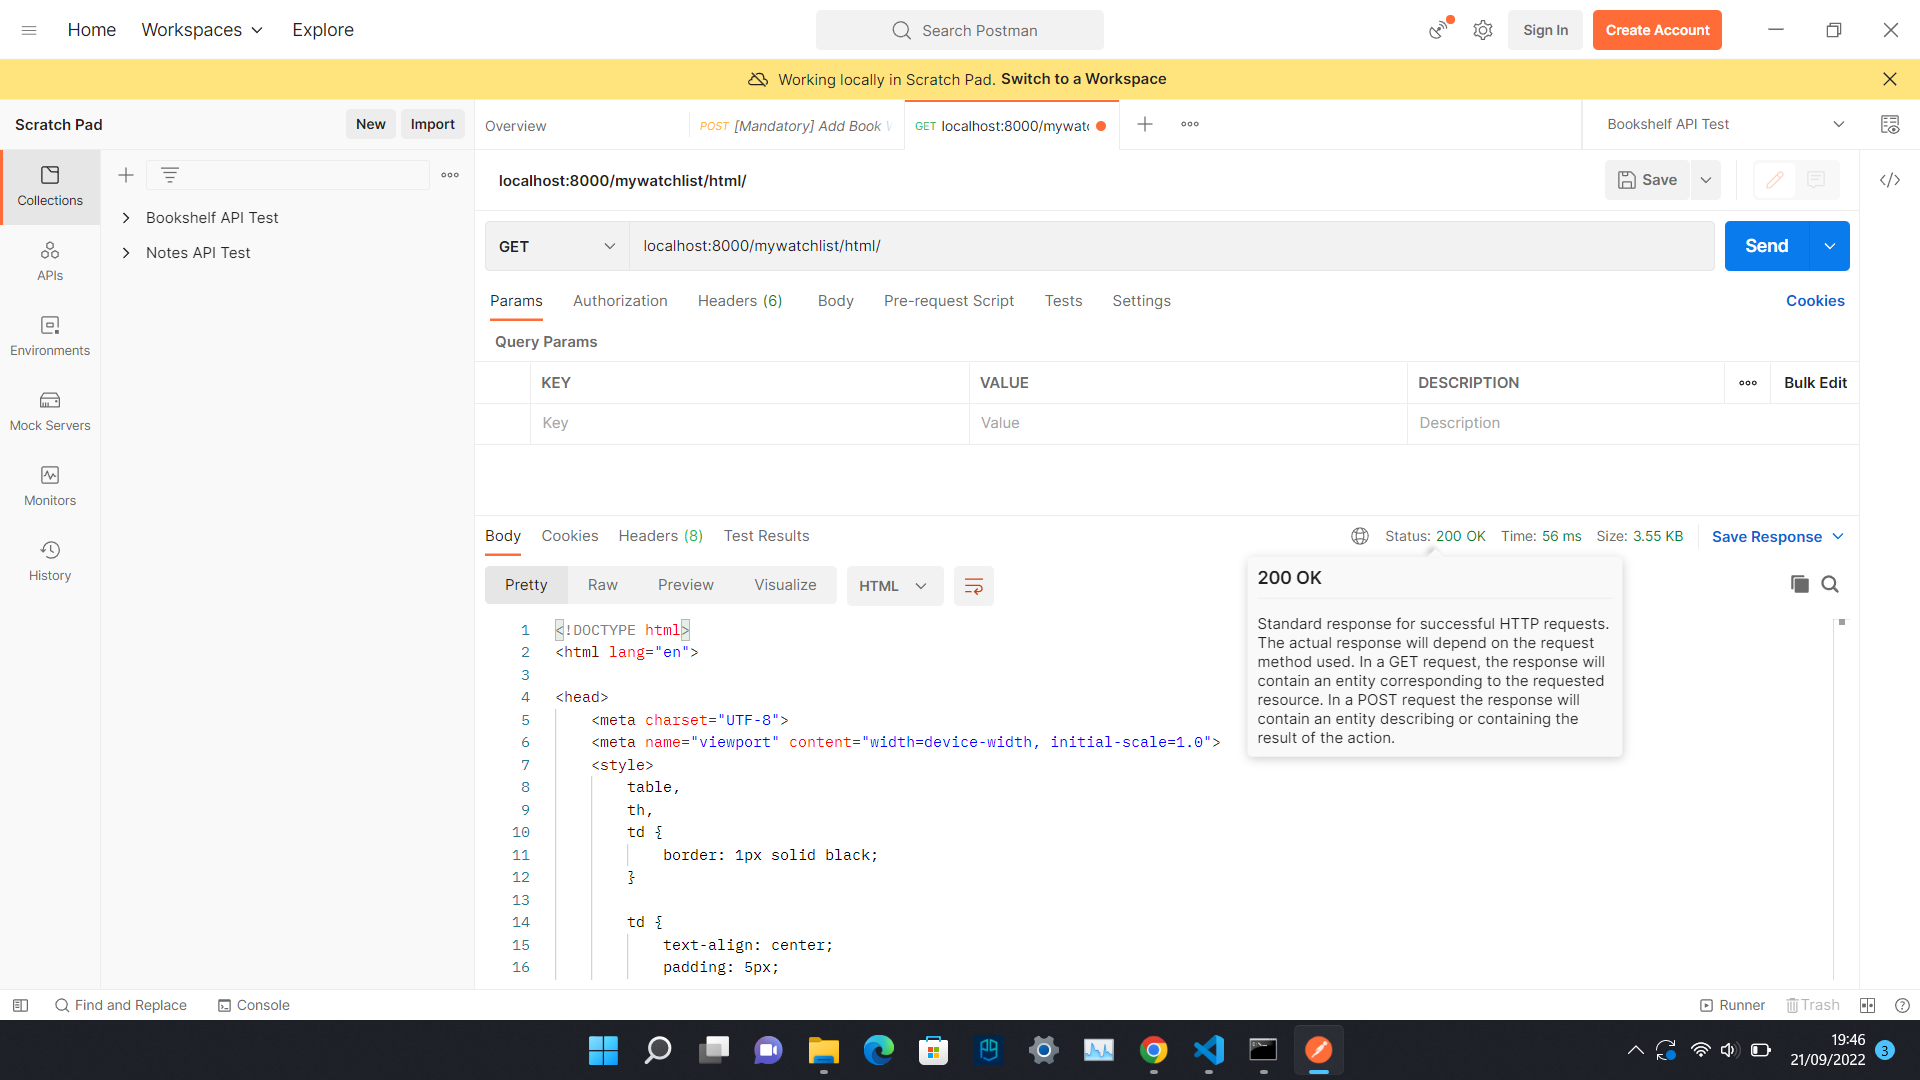 Home
Workspaces
Explore
Search Postman
Sign In
Create Account
Working locally in Scratch Pad. Switch to a Workspace
Scratch Pad
New
Import
Overview
POST [Mandatory] Add Book
GET localhost:8000/mywatc
Bookshelf API Test
Collections
APIs
Environments
Mock Servers
Monitors
History
Bookshelf API Test
Notes API Test
localhost:8000/mywatchlist/html/
Save
GET
localhost:8000/mywatchlist/html/
Send
Params
Authorization
Headers (6)
Body
Pre-request Script
Tests
Settings
Cookies
Query Params
KEY
VALUE
DESCRIPTION
Bulk Edit
Key
Value
Description
Body
Cookies
Headers (8)
Test Results
Status: 200 OK
Time: 56 ms
Size: 3.55 KB
Save Response
Pretty
Raw
Preview
Visualize
HTML
200 OK
Standard response for successful HTTP requests.
The actual response will depend on the request
method used. In a GET request, the response will
contain an entity corresponding to the requested
resource. In a POST request the response will
contain an entity describing or containing the
result of the action.
1 <!DOCTYPE html>
2 <html lang="en">
3
4 <head>
5 <meta charset="UTF-8">
6 <meta name="viewport" content="width=device-width, initial-scale=1.0">
7 <style>
8 table,
9 th,
10 td {
11 border: 1px solid black;
12 }
13
14 td {
15 text-align: center;
16 padding: 5px;
Find and Replace
Console
Runner
Trash
19:46
21/09/2022
3